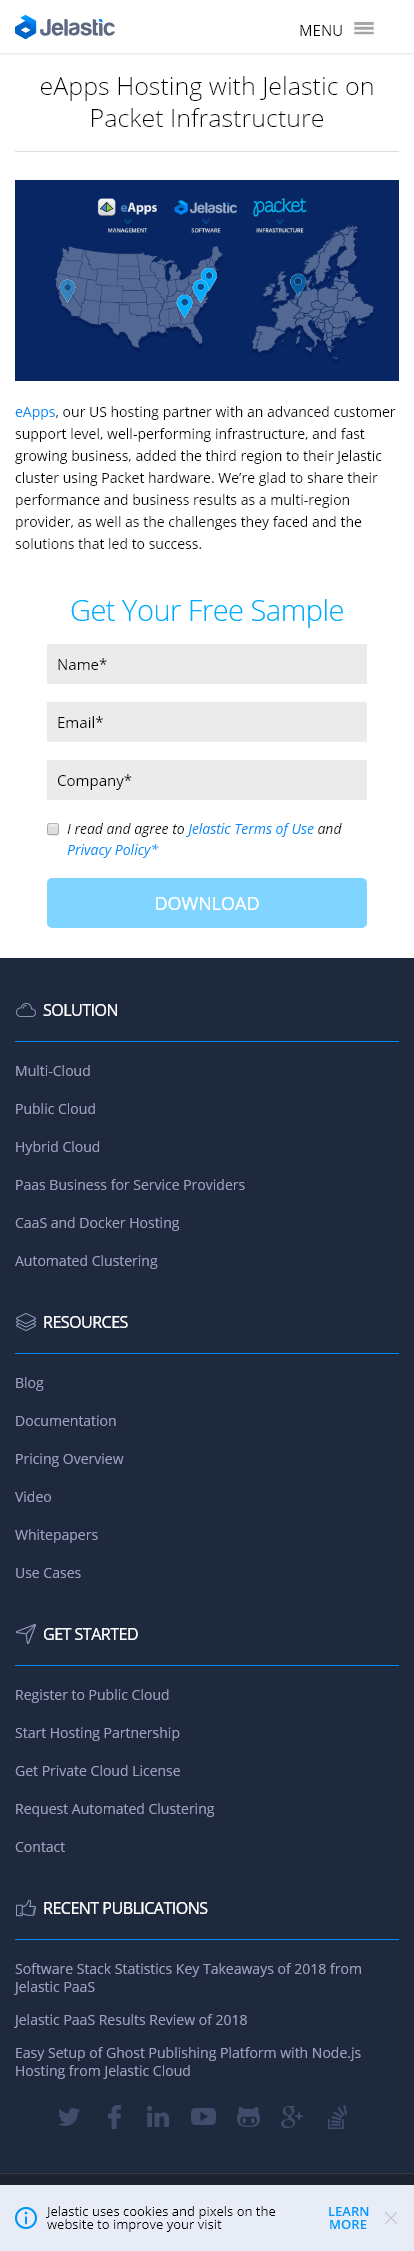 Jelastic
MENU
eApps Hosting with Jelastic on
Packet Infrastructure
eApps Jelastic packet
MANAGEMENT SOFTWARE INFRASTRUCTURE
eApps, our US hosting partner with an advanced customer
support level, well-performing infrastructure, and fast
growing business, added the third region to their Jelastic
cluster using Packet hardware. We’re glad to share their
performance and business results as a multi-region
provider, as well as the challenges they faced and the
solutions that led to success.
Get Your Free Sample
Name*
Email*
Company*
I read and agree to Jelastic Terms of Use and
Privacy Policy*
DOWNLOAD
SOLUTION
Multi-Cloud
Public Cloud
Hybrid Cloud
Paas Business for Service Providers
CaaS and Docker Hosting
Automated Clustering
RESOURCES
Blog
Documentation
Pricing Overview
Video
Whitepapers
Use Cases
GET STARTED
Register to Public Cloud
Start Hosting Partnership
Get Private Cloud License
Request Automated Clustering
Contact
RECENT PUBLICATIONS
Software Stack Statistics Key Takeaways of 2018 from
Jelastic PaaS
Jelastic PaaS Results Review of 2018
Easy Setup of Ghost Publishing Platform with Node.js
Hosting from Jelastic Cloud
Jelastic uses cookies and pixels on the
website to improve your visit
LEARN
MORE